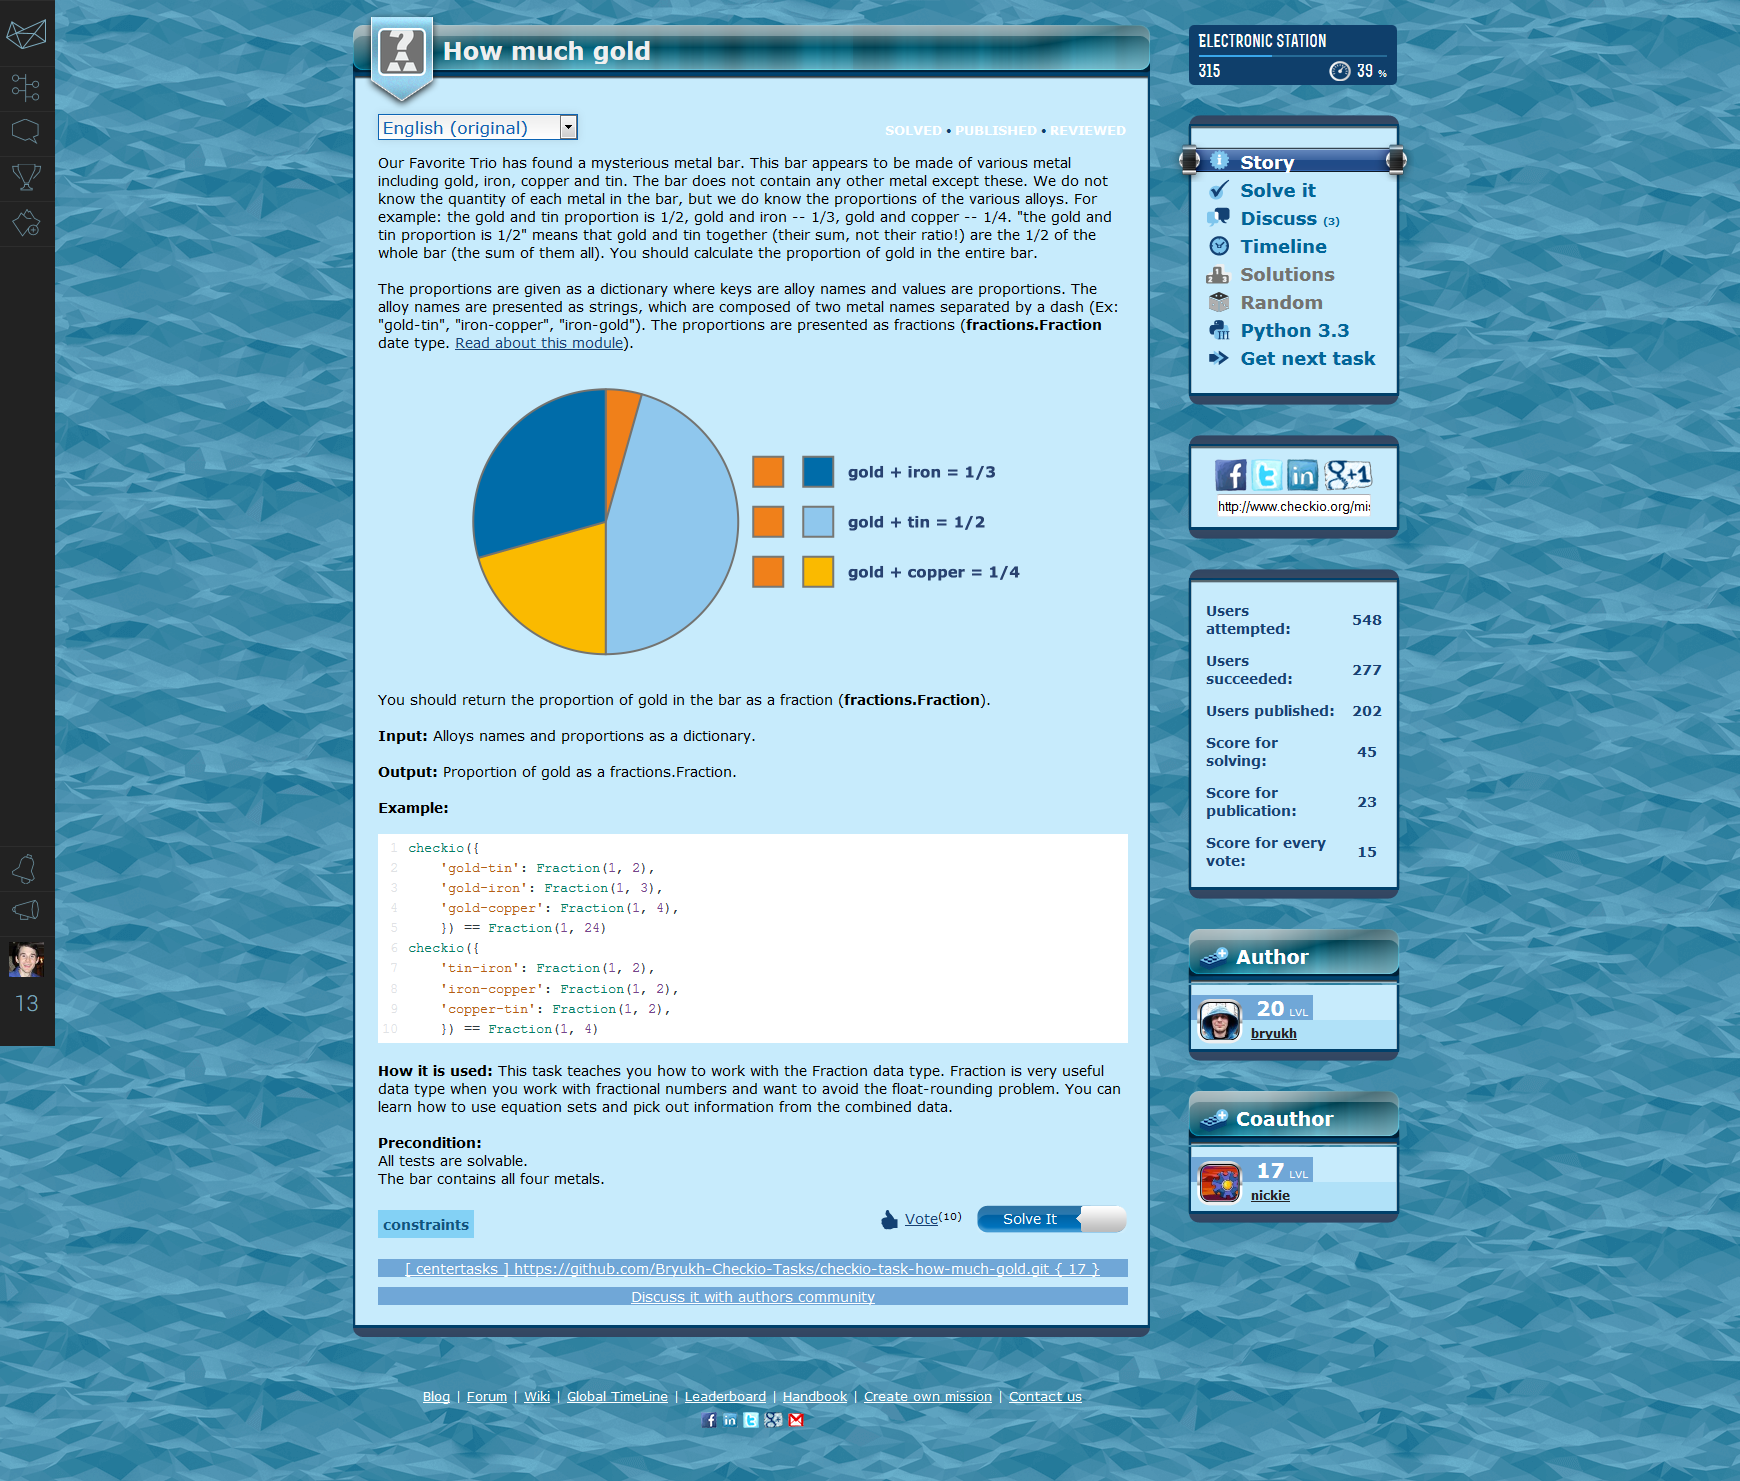 How much gold
English (original)
SOLVED • PUBLISHED • REVIEWED
Our Favorite Trio has found a mysterious metal bar. This bar appears to be made of various metal
including gold, iron, copper and tin. The bar does not contain any other metal except these. We do not
know the quantity of each metal in the bar, but we do know the proportions of the various alloys. For
example: the gold and tin proportion is 1/2, gold and iron -- 1/3, gold and copper -- 1/4. "the gold and
tin proportion is 1/2" means that gold and tin together (their sum, not their ratio!) are the 1/2 of the
whole bar (the sum of them all). You should calculate the proportion of gold in the entire bar.
The proportions are given as a dictionary where keys are alloy names and values are proportions. The
alloy names are presented as strings, which are composed of two metal names separated by a dash (Ex:
"gold-tin", "iron-copper", "iron-gold"). The proportions are presented as fractions (fractions.Fraction
date type. Read about this module).
gold + iron = 1/3
gold + tin = 1/2
gold + copper = 1/4
You should return the proportion of gold in the bar as a fraction (fractions.Fraction).
Input: Alloys names and proportions as a dictionary.
Output: Proportion of gold as a fractions.Fraction.
Example:
1 checkio({
2 'gold-tin': Fraction(1, 2),
3 'gold-iron': Fraction(1, 3),
4 'gold-copper': Fraction(1, 4),
5 }) == Fraction(1, 24)
6 checkio({
7 'tin-iron': Fraction(1, 2),
8 'iron-copper': Fraction(1, 2),
9 'copper-tin': Fraction(1, 2),
10 }) == Fraction(1, 4)
How it is used: This task teaches you how to work with the Fraction data type. Fraction is very useful
data type when you work with fractional numbers and want to avoid the float-rounding problem. You can
learn how to use equation sets and pick out information from the combined data.
Precondition:
All tests are solvable.
The bar contains all four metals.
constraints
Vote(10)
Solve It
[ centertasks ] https://github.com/Bryukh-Checkio-Tasks/checkio-task-how-much-gold.git { 17 }
Discuss it with authors community
ELECTRONIC STATION
315
39 %
Story
Solve it
Discuss (3)
Timeline
Solutions
Random
Python 3.3
Get next task
f t in g+1
http://www.checkio.org/mi
Users
attempted: 548
Users
succeeded: 277
Users published: 202
Score for
solving: 45
Score for
publication: 23
Score for every
vote: 15
Author
20 LVL
bryukh
Coauthor
17 LVL
nickie
13
Blog | Forum | Wiki | Global TimeLine | Leaderboard | Handbook | Create own mission | Contact us